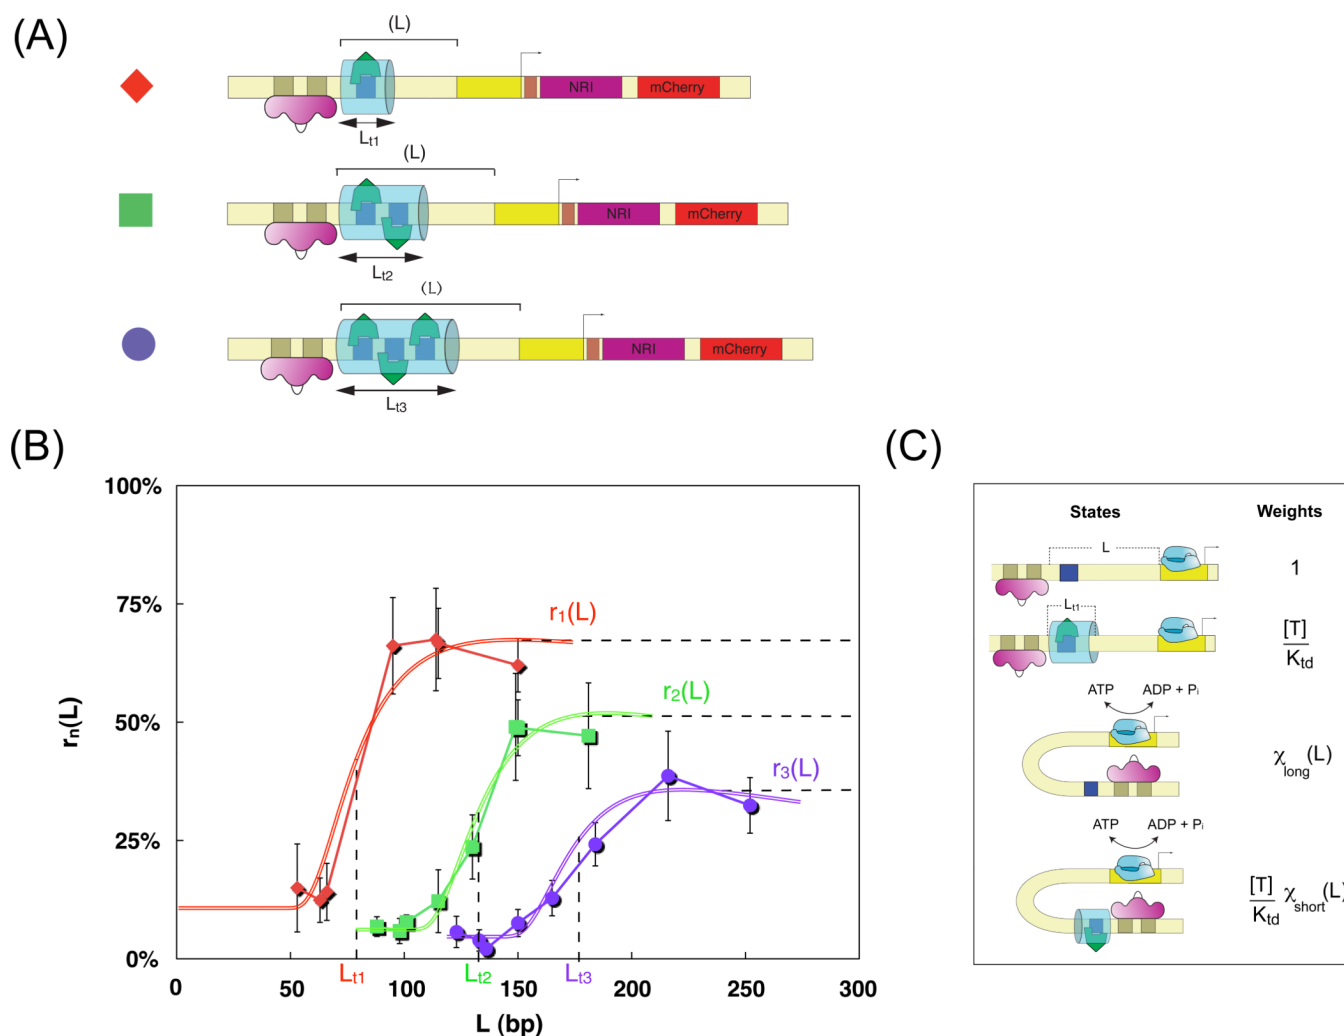 (A)
(L)
NRI
mCherry
Lt1
(L)
NRI
mCherry
Lt2
(L)
NRI
mCherry
Lt3
(B)
100%
75%
50%
25%
0%
rn(L)
r1(L)
r2(L)
r3(L)
Lt1
Lt2
Lt3
0
50
100
150
200
250
300
L (bp)
(C)
States
Weights
L
1
Lt1
[T]
Ktd
ATP
ADP + Pi
χlong(L)
ATP
ADP + Pi
[T]
Ktd
χshort(L)